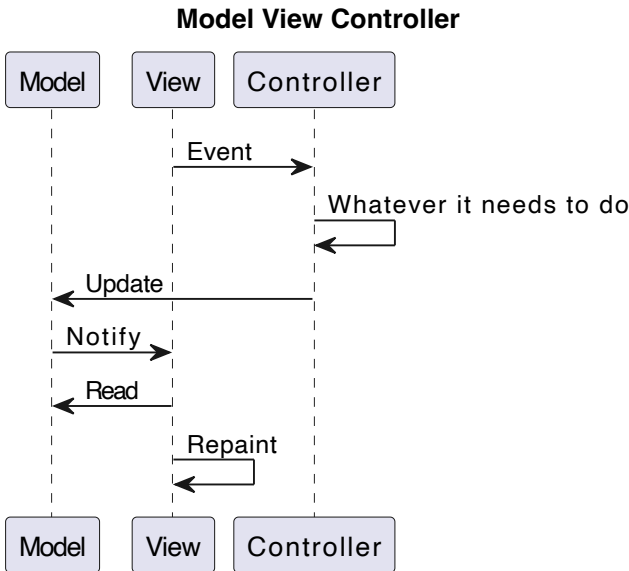 Model View Controller
Model View Controller
Event
Whatever it needs to do
Update
Notify
Read
Repaint
Model View Controller